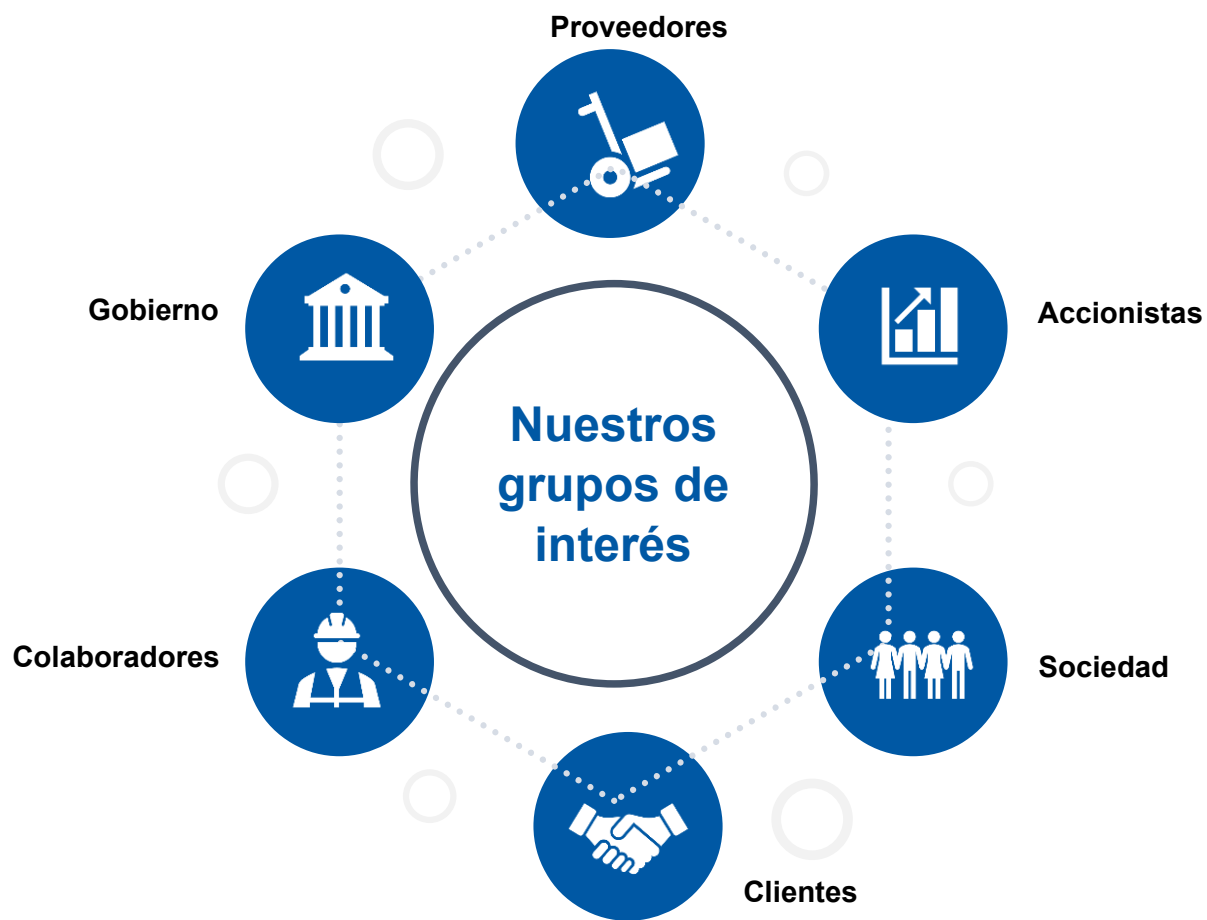 Proveedores
Gobierno
Accionistas
Nuestros
grupos de
interés
Colaboradores
Sociedad
Clientes